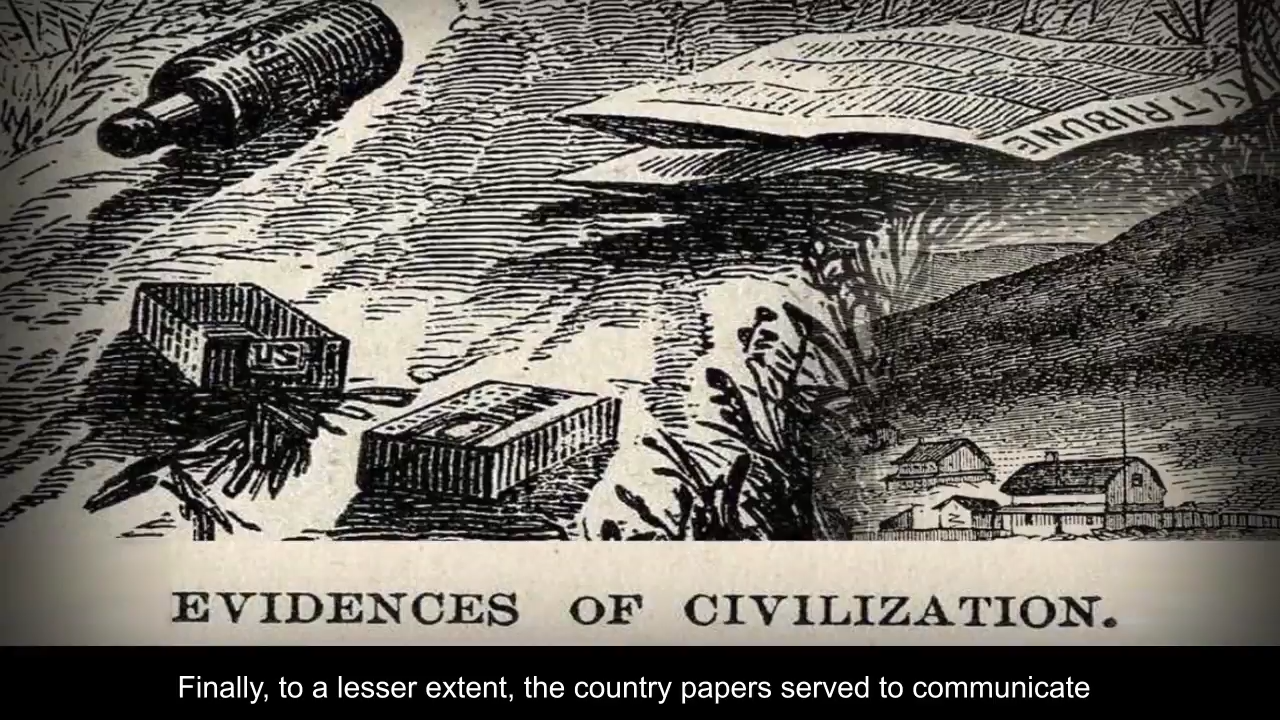 Y TRIBUNE
US
EVIDENCES OF CIVILIZATION.
Finally, to a lesser extent, the country papers served to communicate